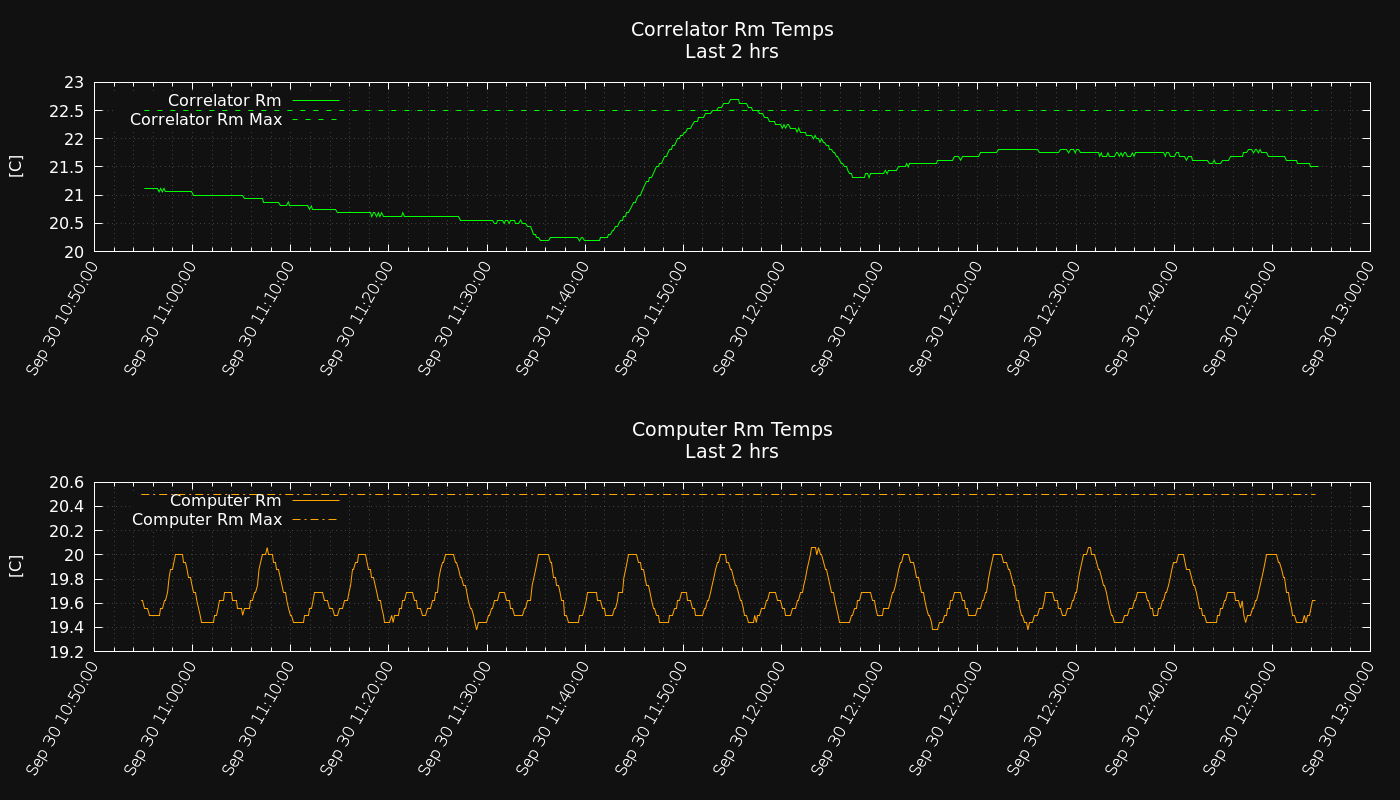 Correlator Rm Temps
Last 2 hrs
23
22.5
22
21.5
21
20.5
20
[C]
Correlator Rm
Correlator Rm Max
Sep 30 10:50:00
Sep 30 11:00:00
Sep 30 11:10:00
Sep 30 11:20:00
Sep 30 11:30:00
Sep 30 11:40:00
Sep 30 11:50:00
Sep 30 12:00:00
Sep 30 12:10:00
Sep 30 12:20:00
Sep 30 12:30:00
Sep 30 12:40:00
Sep 30 12:50:00
Sep 30 13:00:00
Computer Rm Temps
Last 2 hrs
20.6
20.4
20.2
20
19.8
19.6
19.4
19.2
[C]
Computer Rm
Computer Rm Max
Sep 30 10:50:00
Sep 30 11:00:00
Sep 30 11:10:00
Sep 30 11:20:00
Sep 30 11:30:00
Sep 30 11:40:00
Sep 30 11:50:00
Sep 30 12:00:00
Sep 30 12:10:00
Sep 30 12:20:00
Sep 30 12:30:00
Sep 30 12:40:00
Sep 30 12:50:00
Sep 30 13:00:00